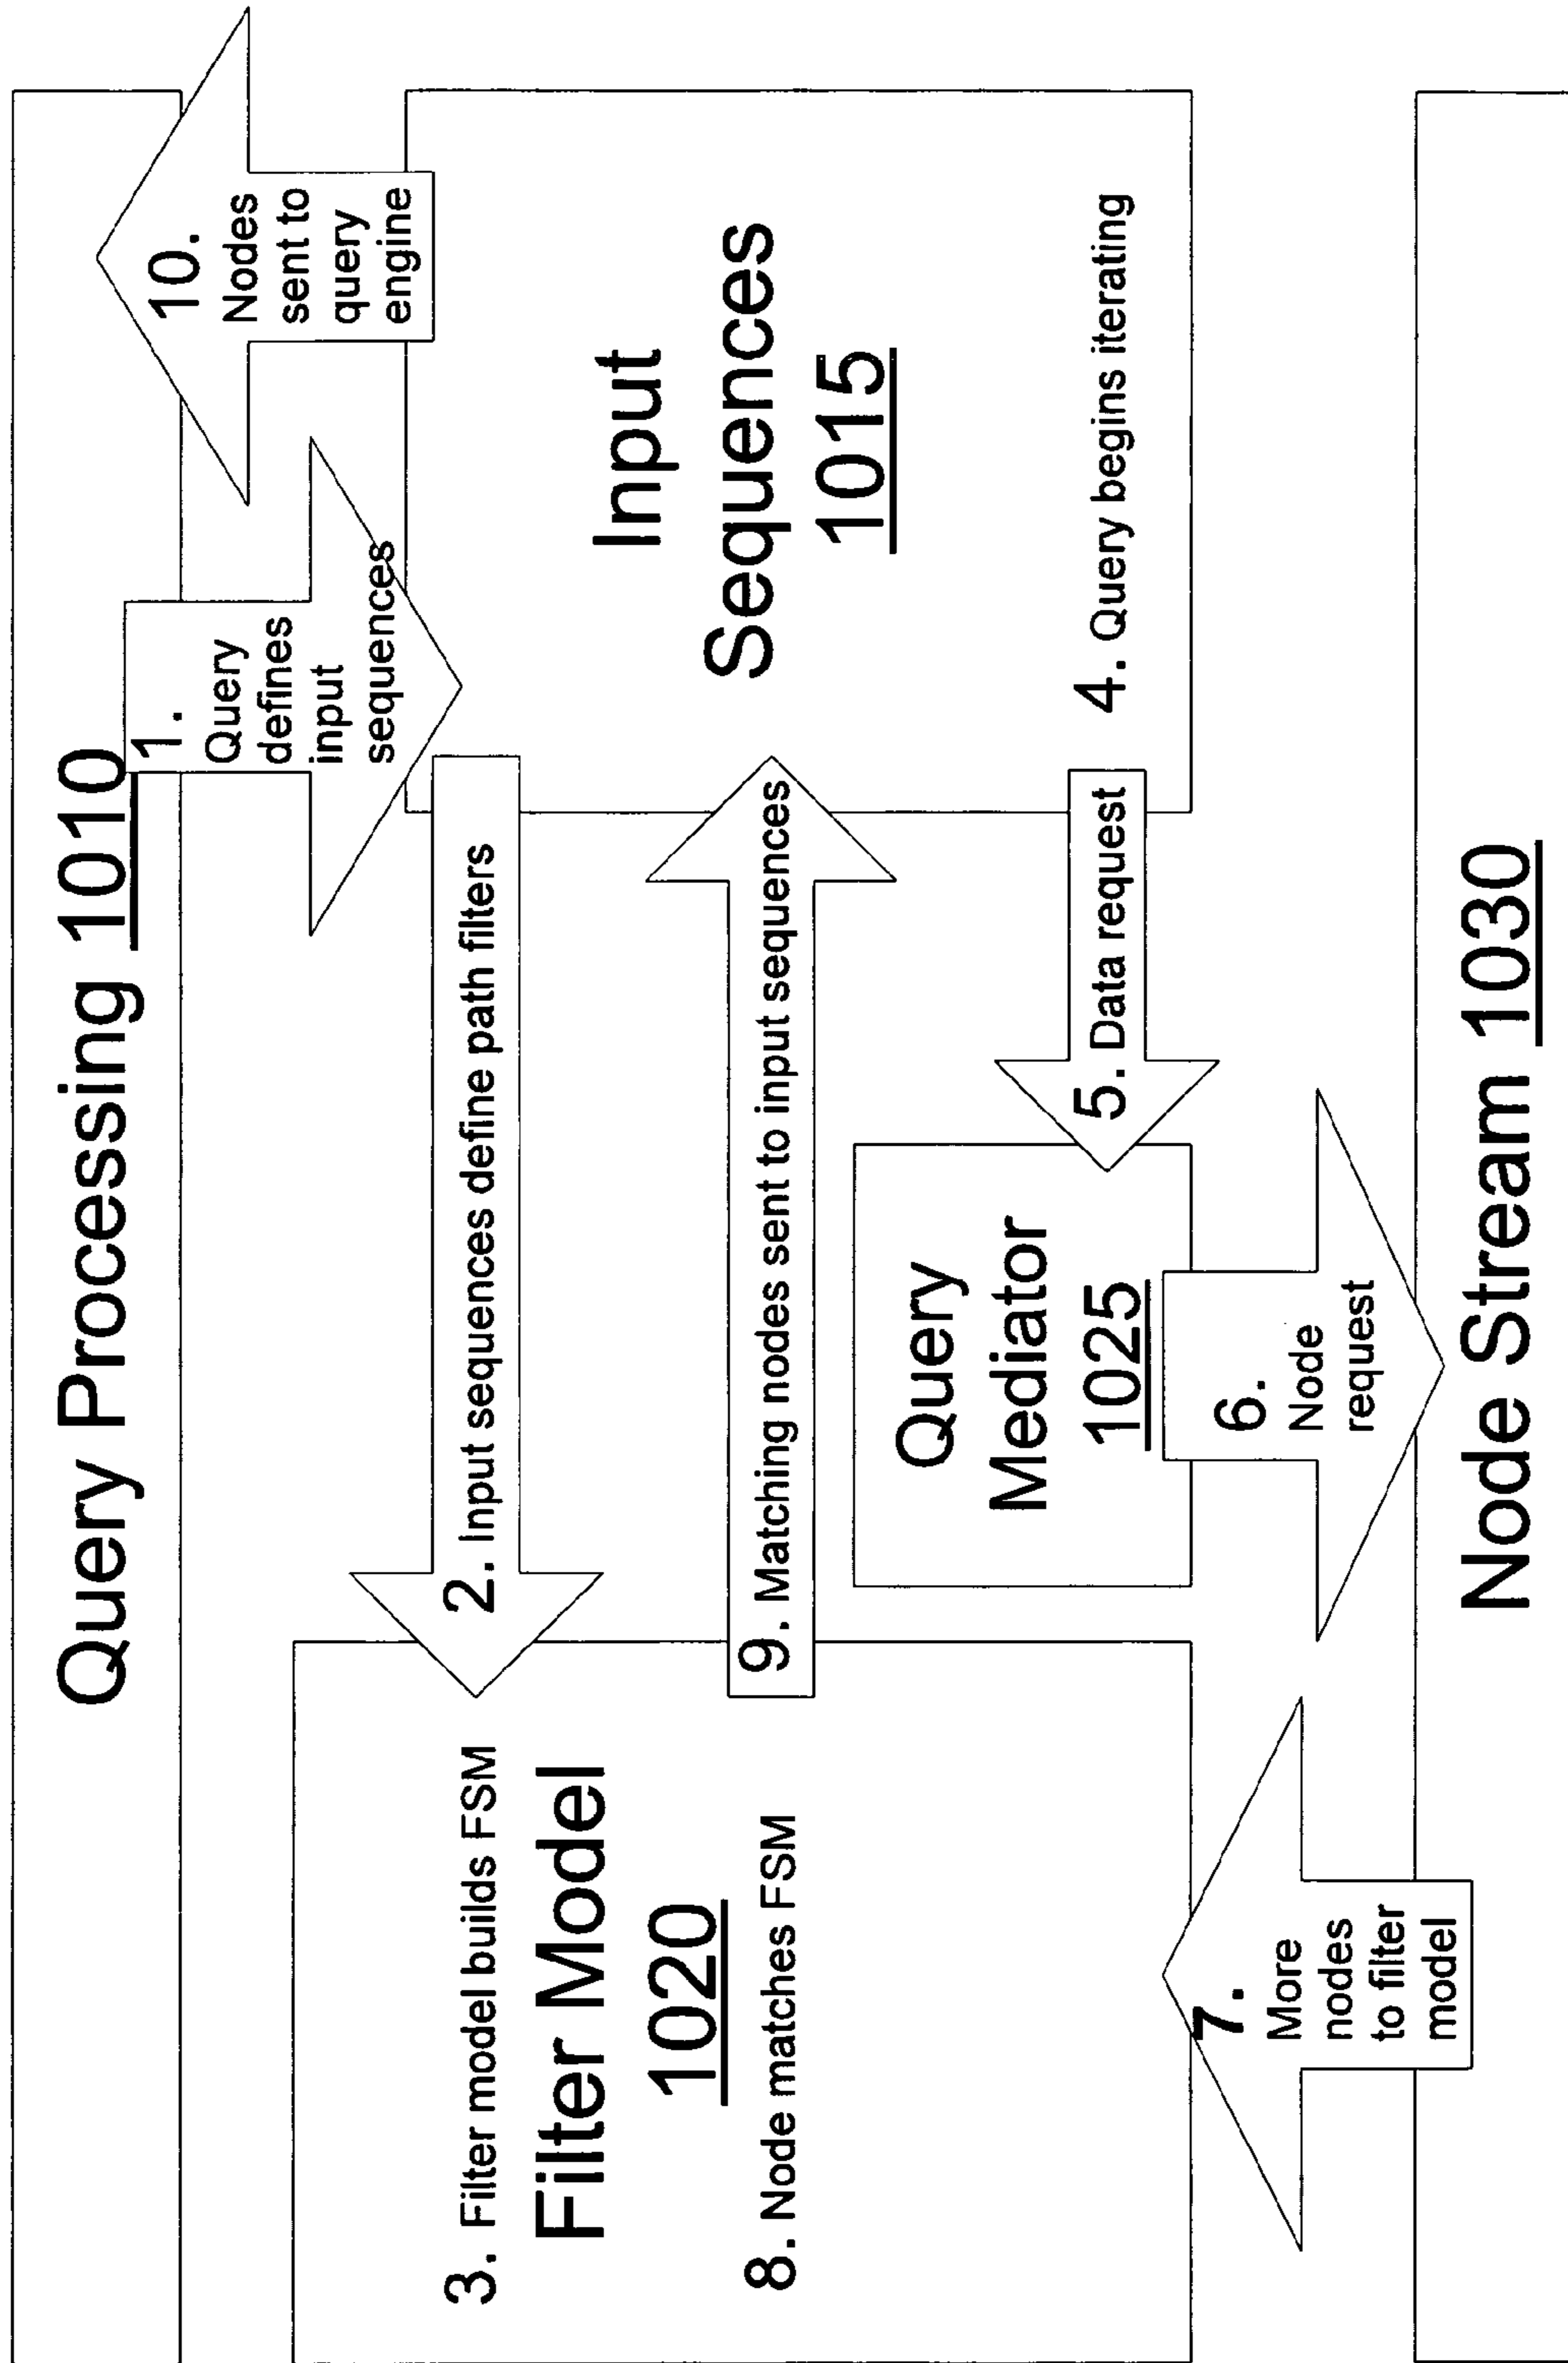 Query Processing 1010
1.
Query
defines
input
sequences
10.
Nodes
sent to
query
engine
2. Input sequences define path filters
3. Filter model builds FSM
Filter Model
1020
8. Node matches FSM
Input
Sequences
1015
4. Query begins iterating
9. Matching nodes sent to input sequences
5. Data request
Query
Mediator
1025
6.
Node
request
7.
More
nodes
to filter
model
Node Stream 1030